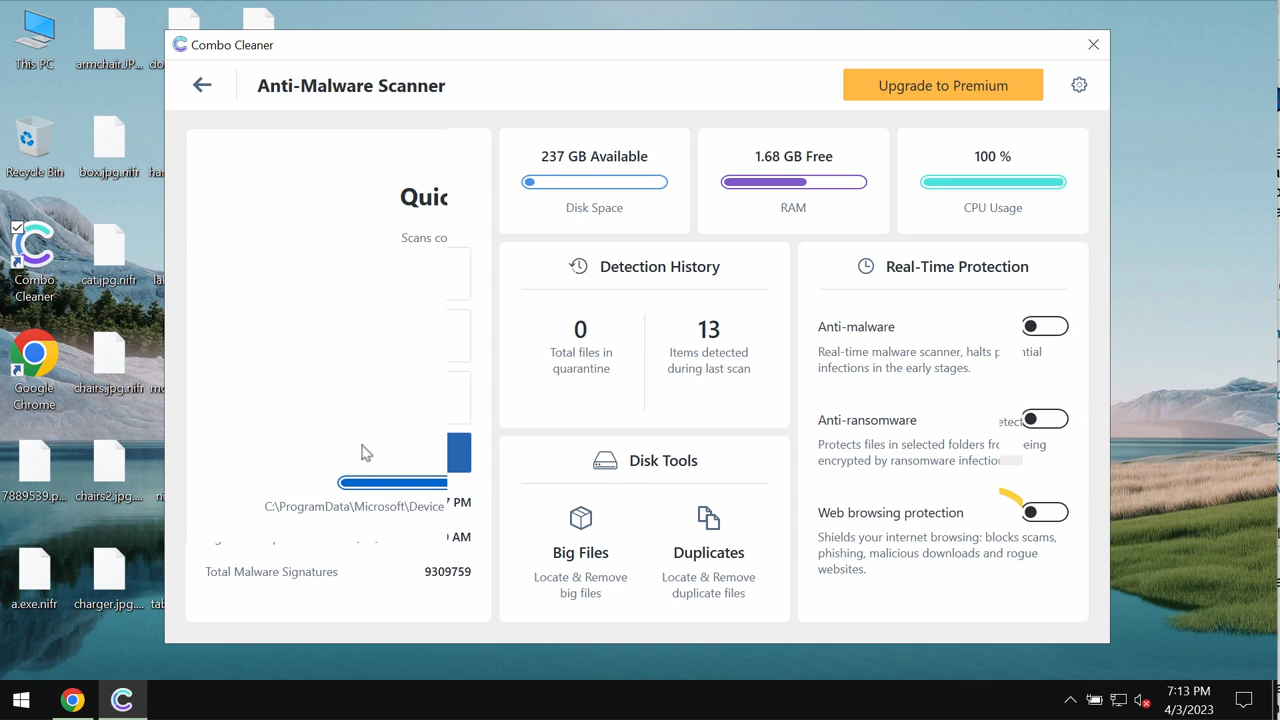 This PC
armchair.JP...
Recycle Bin
box.jpg.nifr
Combo
Cleaner
cat.jpg.nifr
Google
Chrome
chairs.jpg.nifr
7889539.p...
chairs2.jpg....
a.exe.nifr
charger.jpg....
Combo Cleaner
Anti-Malware Scanner
Upgrade to Premium
Quic
Scans co
C:\ProgramData\Microsoft\Device
PM
AM
Total Malware Signatures 9309759
237 GB Available
Disk Space
1.68 GB Free
RAM
100 %
CPU Usage
Detection History
0
Total files in
quarantine
13
Items detected
during last scan
Disk Tools
Big Files
Locate & Remove
big files
Duplicates
Locate & Remove
duplicate files
Real-Time Protection
Anti-malware
Real-time malware scanner, halts p ntial
infections in the early stages.
Anti-ransomware
Protects files in selected folders fro eing
encrypted by ransomware infectio
Web browsing protection
Shields your internet browsing: blocks scams,
phishing, malicious downloads and rogue
websites.
7:13 PM
4/3/2023